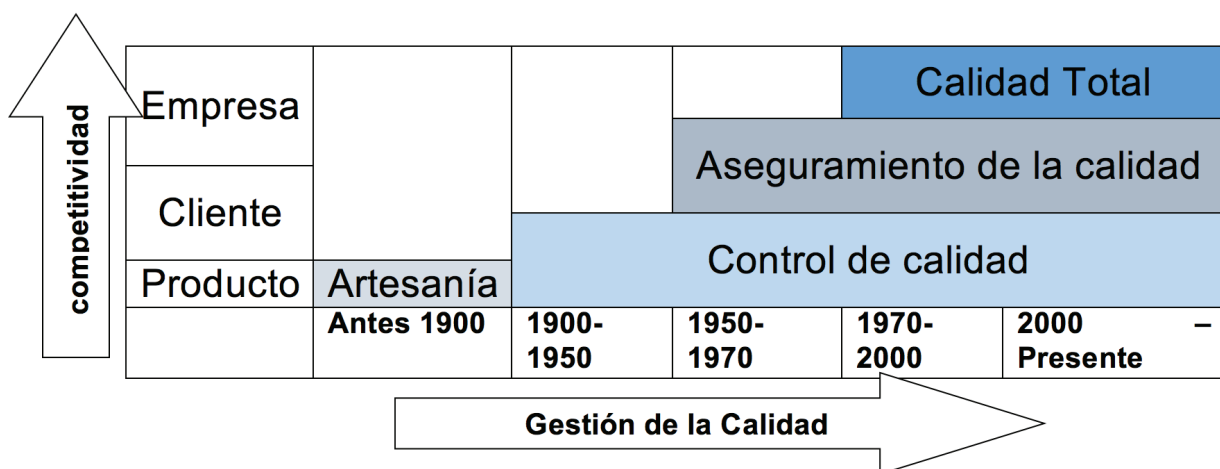 competitividad
Empresa
Calidad Total
Aseguramiento de la calidad
Cliente
Control de calidad
Producto
Artesanía
Antes 1900
1900-
1950
1950-
1970
1970-
2000
2000 –
Presente
Gestión de la Calidad